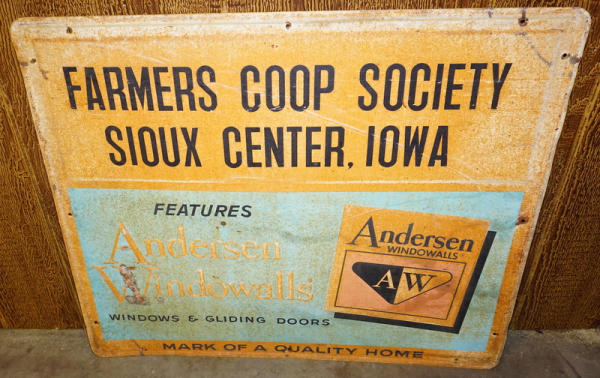 FARMERS COOP SOCIETY
SIOUX CENTER, IOWA
FEATURES
Andersen
Windowalls
WINDOWS & GLIDING DOORS
Andersen
WINDOWALLS
AW
MARK OF A QUALITY HOME